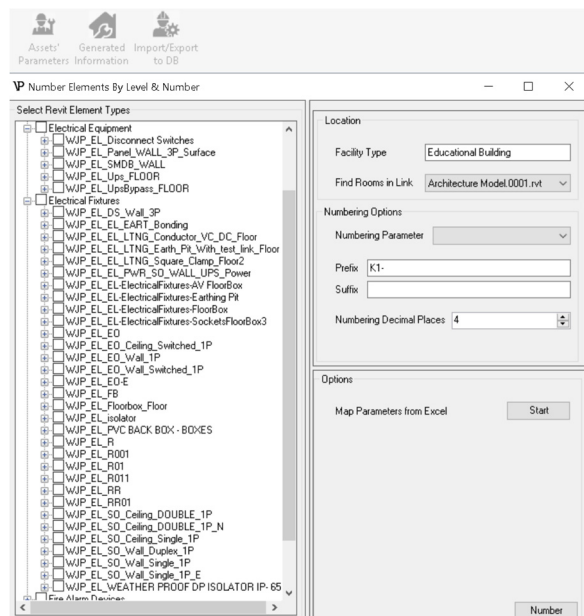 Assets' Parameters
Generated Information
Import/Export to DB
Number Elements By Level & Number
Select Revit Element Types
Electrical Equipment
WJP_EL_Disconnect Switches
WJP_EL_Panel_WALL_3P_Surface
WJP_EL_SMDB_WALL
WJP_EL_Ups_FLOOR
WJP_EL_UpsBypass_FLOOR
Electrical Fixtures
WJP_EL_DS_Wall_3P
WJP_EL_EL_EART_Bonding
WJP_EL_EL_LTNG_Conductor_VC_DC_Floor
WJP_EL_EL_LTNG_Earth_Pit_With_test_link_Floor
WJP_EL_EL_LTNG_Square_Clamp_Floor2
WJP_EL_EL_PWR_SO_WALL_UPS_Power
WJP_EL_EL-ElectricalFixtures-AV FloorBox
WJP_EL_EL-ElectricalFixtures-Earthing Pit
WJP_EL_EL-ElectricalFixtures-FloorBox
WJP_EL_EL-ElectricalFixtures-SocketsFloorBox3
WJP_EL_EO
WJP_EL_EO_Ceiling_Switched_1P
WJP_EL_EO_Wall_1P
WJP_EL_EO_Wall_Switched_1P
WJP_EL_EO-E
WJP_EL_FB
WJP_EL_Floorbox_Floor
WJP_EL_isolator
WJP_EL_PVC BACK BOX - BOXES
WJP_EL_R
WJP_EL_R001
WJP_EL_R01
WJP_EL_R011
WJP_EL_RR
WJP_EL_RR01
WJP_EL_SO_Ceiling_DOUBLE_1P
WJP_EL_SO_Ceiling_DOUBLE_1P_N
WJP_EL_SO_Ceiling_Single_1P
WJP_EL_SO_Wall_Duplex_1P
WJP_EL_SO_Wall_Single_1P
WJP_EL_SO_Wall_Single_1P_E
WJP_EL_WEATHER PROOF DP ISOLATOR IP- 65
Fire Alarm Devices
Location
Facility Type Educational Building
Find Rooms in Link Architecture Model.0001.rvt
Numbering Options
Numbering Parameter
Prefix K1-
Suffix
Numbering Decimal Places 4
Options
Map Parameters from Excel Start
Number